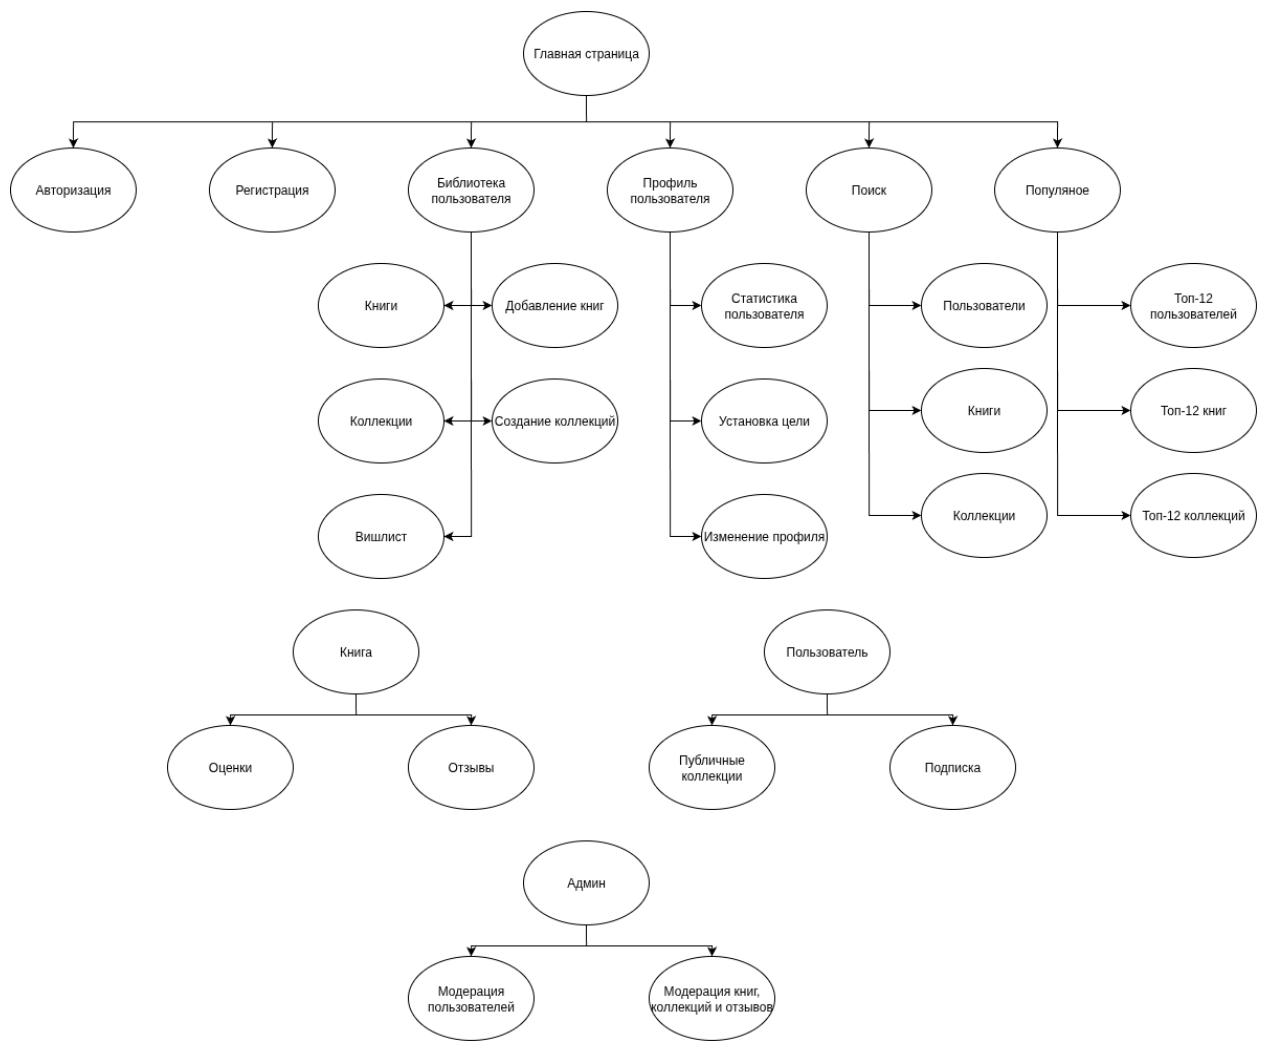 Главная страница
Авторизация
Регистрация
Библиотека
пользователя
Профиль
пользователя
Поиск
Популяное
Книги
Добавление книг
Статистика
пользователя
Пользователи
Топ-12
пользователей
Коллекции
Создание коллекций
Установка цели
Книги
Топ-12 книг
Вишлист
Изменение профиля
Коллекции
Топ-12 коллекций
Книга
Пользователь
Оценки
Отзывы
Публичные
коллекции
Подписка
Админ
Модерация
пользователей
Модерация книг,
коллекций и отзывов